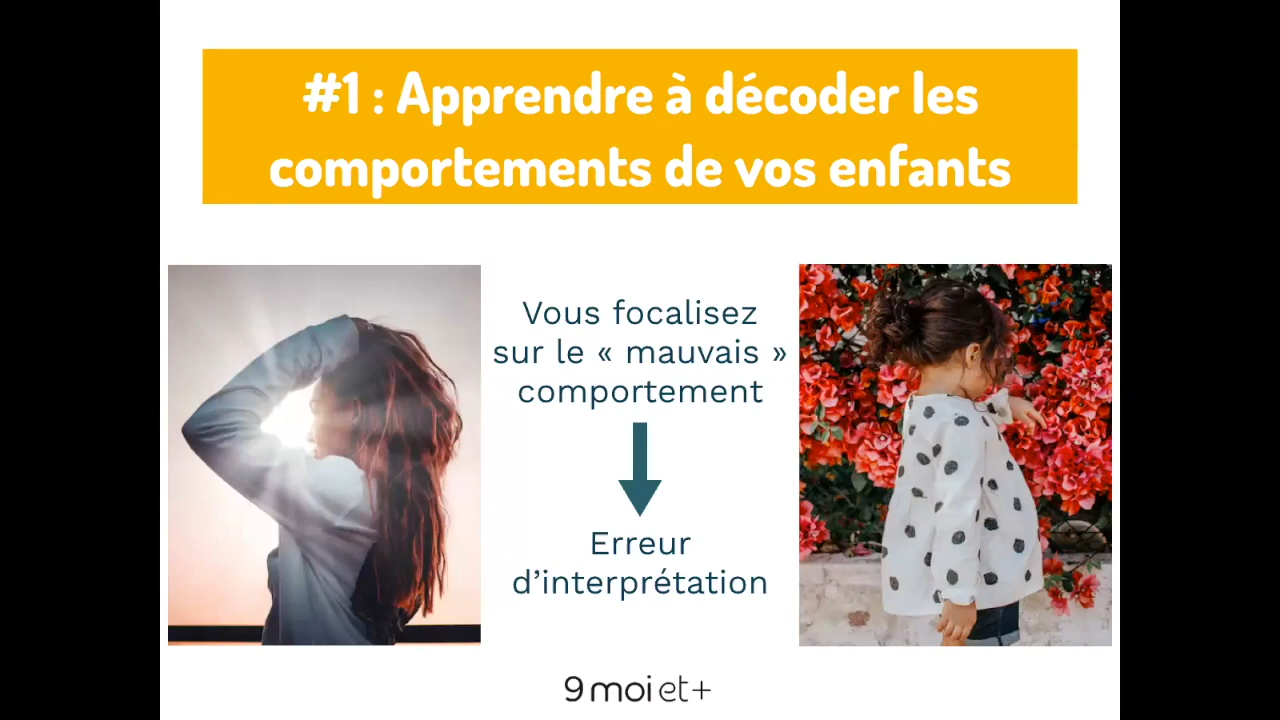 #1 : Apprendre à décoder les
comportements de vos enfants
Vous focalisez
sur le « mauvais »
comportement
Erreur
d'interprétation
9 moi et+